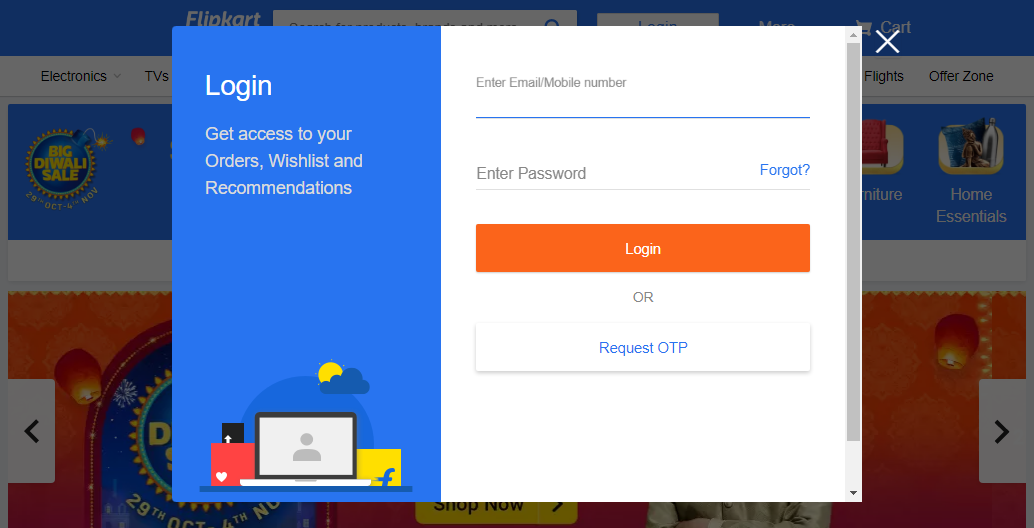 Flipkart
Search for products, brands and more
Login
More
Cart
Electronics
TVs
Flights
Offer Zone
Login
Get access to your
Orders, Wishlist and
Recommendations
Enter Email/Mobile number
Enter Password
Forgot?
Login
OR
Request OTP
BIG
DIWALI
SALE
29TH OCT-4TH NOV
Home
Essentials
29TH OCT-4TH NOV
Shop Now